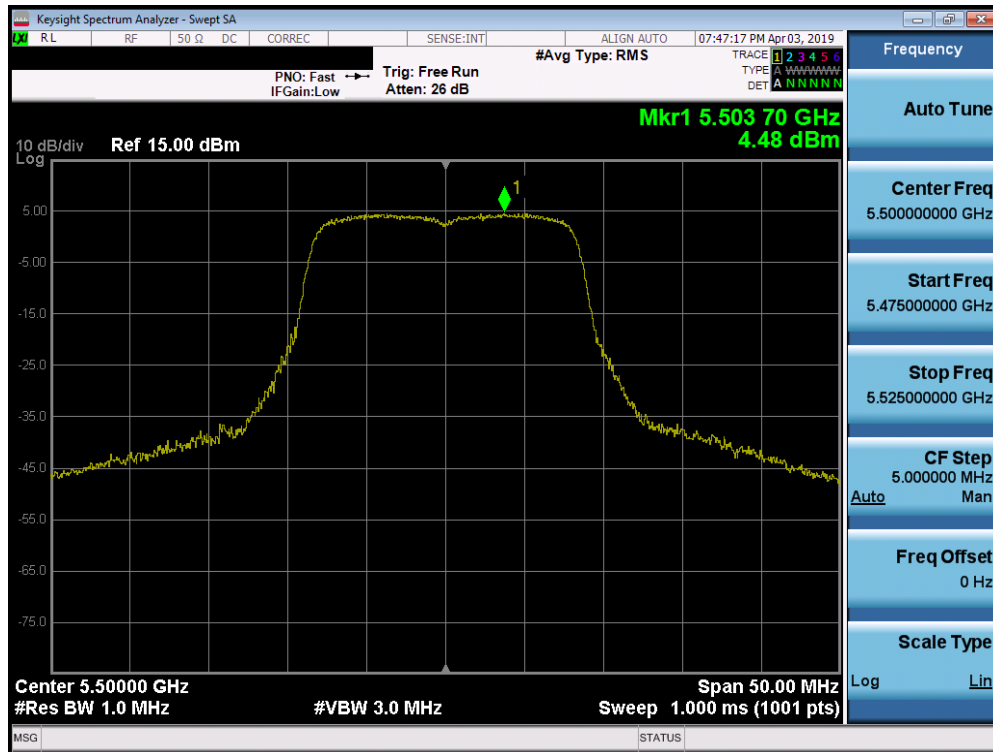 Keysight Spectrum Analyzer - Swept SA
LXI RL RF 50 Ω DC CORREC SENSE:INT ALIGN AUTO 07:47:17 PM Apr 03, 2019
#Avg Type: RMS
TRACE 1 2 3 4 5 6
PNO: Fast Trig: Free Run
TYPE A WWWWW
IFGain:Low Atten: 26 dB
DET A N N N N N
Mkr1 5.503 70 GHz
4.48 dBm
10 dB/div Ref 15.00 dBm
Log
1
5.00
-5.00
-15.0
-25.0
-35.0
-45.0
-55.0
-65.0
-75.0
Center 5.50000 GHz Span 50.00 MHz
#Res BW 1.0 MHz #VBW 3.0 MHz Sweep 1.000 ms (1001 pts)
MSG STATUS
Frequency
Auto Tune
Center Freq
5.500000000 GHz
Start Freq
5.475000000 GHz
Stop Freq
5.525000000 GHz
CF Step
5.000000 MHz
Auto Man
Freq Offset
0 Hz
Scale Type
Log Lin